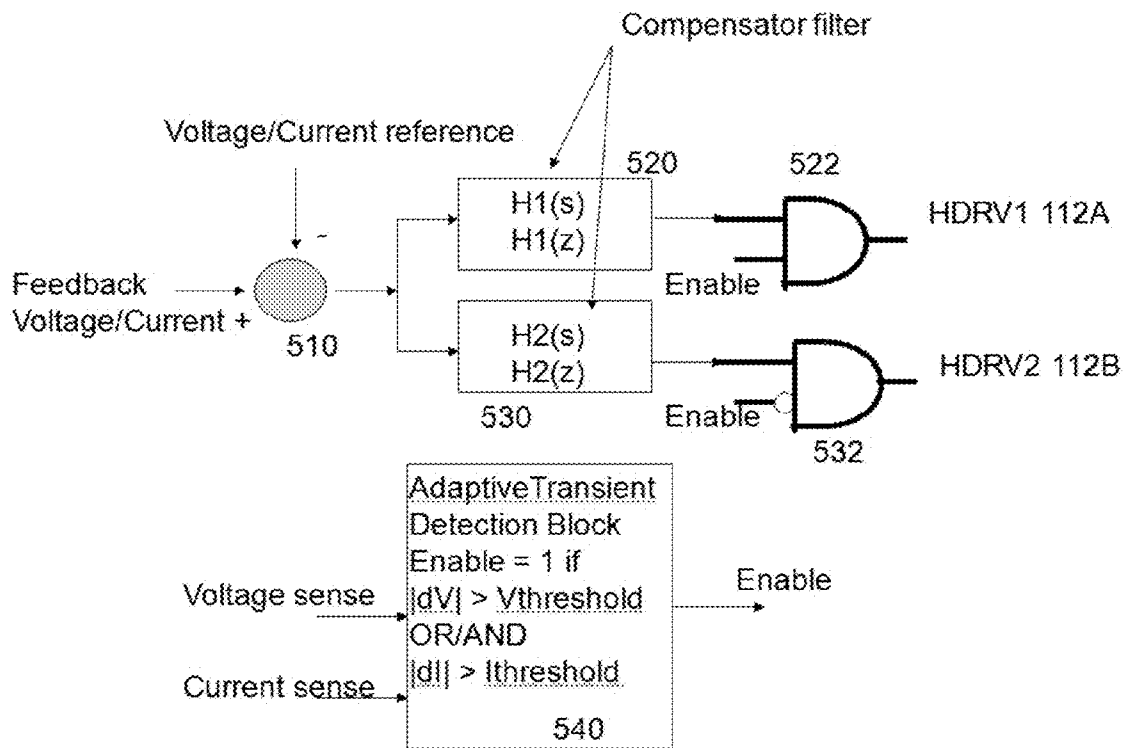 Compensator filter
Voltage/Current reference
520
522
H1(s)
H1(z)
HDRV1 112A
Enable
Feedback
Voltage/Current +
-
510
H2(s)
H2(z)
530
HDRV2 112B
Enable
532
AdaptiveTransient
Detection Block
Enable = 1 if
|dV| > Vthreshold
OR/AND
|dI| > Ithreshold
540
Voltage sense
Current sense
Enable